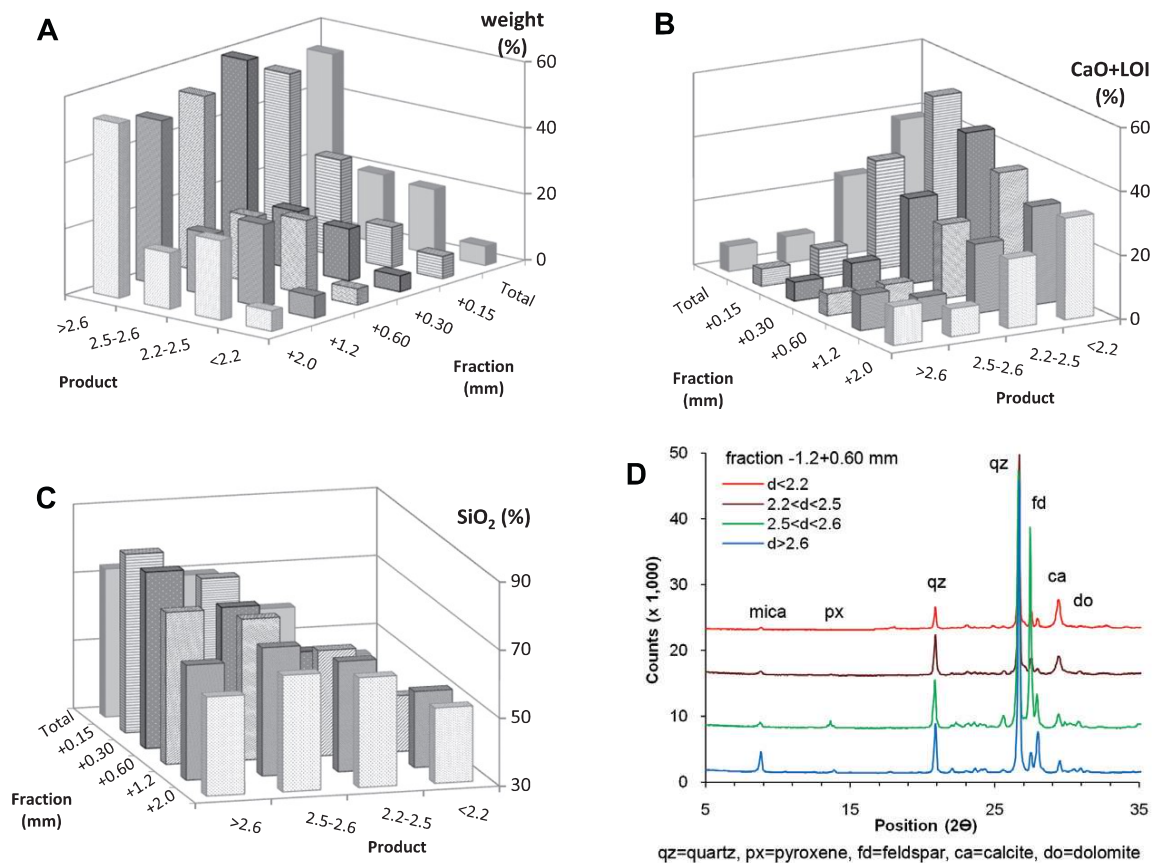 A
weight
(%)
60
40
20
0
>2.6
2.5-2.6
2.2-2.5
<2.2
+2.0
+1.2
+0.60
+0.30
+0.15
Total
Product
Fraction
(mm)
B
CaO+LOI
(%)
60
40
20
0
Total
+0.15
+0.30
+0.60
+1.2
+2.0
>2.6
2.5-2.6
2.2-2.5
<2.2
Fraction
(mm)
Product
C
SiO₂ (%)
90
70
50
30
Total
+0.15
+0.30
+0.60
+1.2
+2.0
>2.6
2.5-2.6
2.2-2.5
<2.2
Fraction
(mm)
Product
D
fraction -1.2+0.60 mm
d<2.2
2.2<d<2.5
2.5<d<2.6
d>2.6
qz
fd
qz
ca
do
mica
px
50
40
30
20
10
0
Counts (x 1,000)
5
15
25
35
Position (2Θ)
qz=quartz, px=pyroxene, fd=feldspar, ca=calcite, do=dolomite